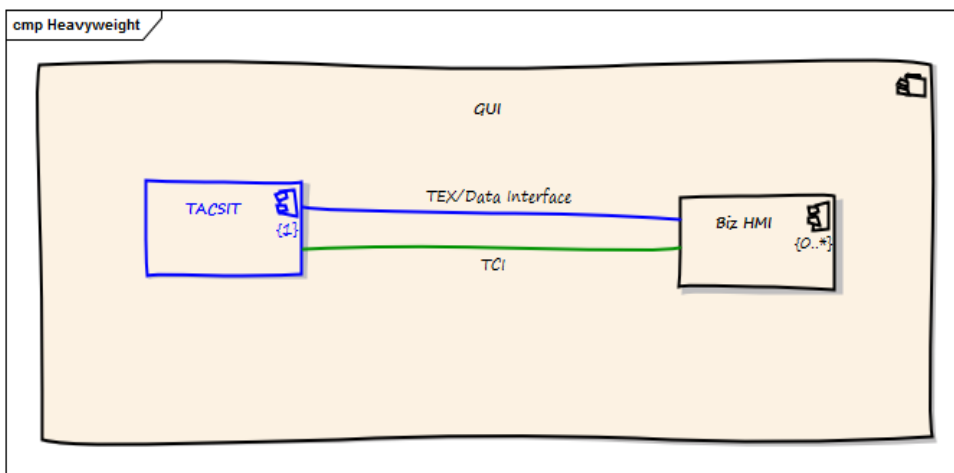 cmp Heavyweight
GUI
TACSIT
{1}
TEX/Data Interface
TCI
Biz HMI
{0..*}